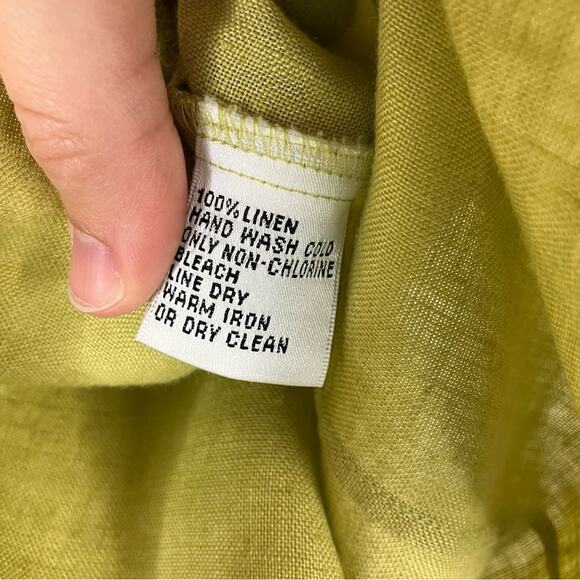 100% LINEN
HAND WASH COLD
ONLY NON-CHLORINE
BLEACH
LINE DRY
WARM IRON
OR DRY CLEAN